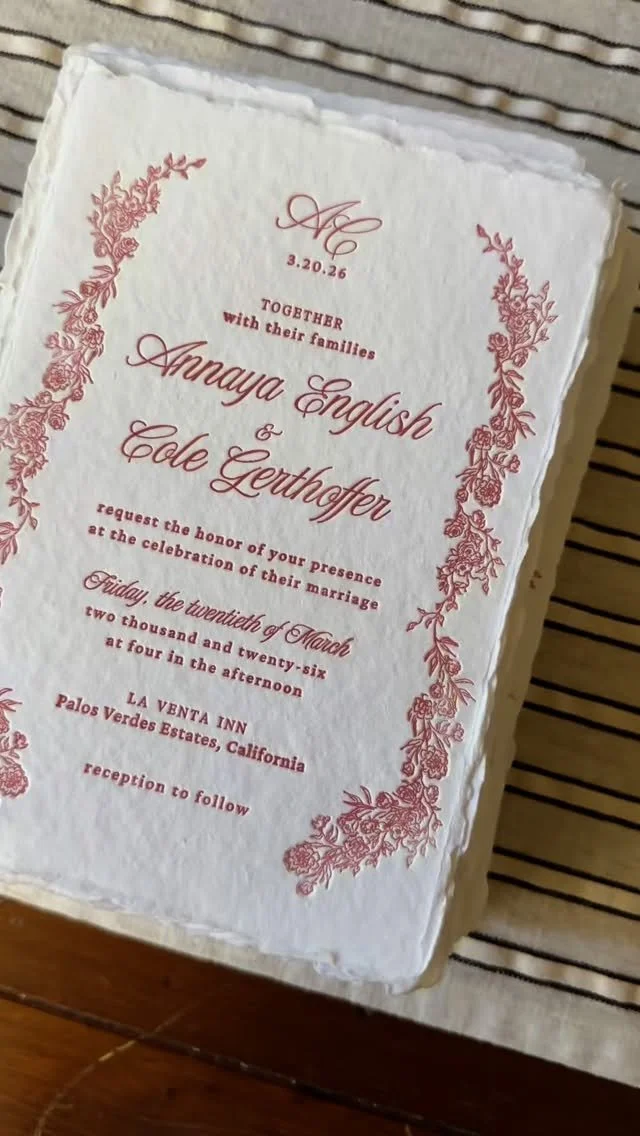 AC
3.20.26
TOGETHER
with their families
Annaya English
&
Cole Gerthoffer
request the honor of your presence
at the celebration of their marriage
Friday, the twentieth of March
two thousand and twenty-six
at four in the afternoon
LA VENTA INN
Palos Verdes Estates, California
reception to follow